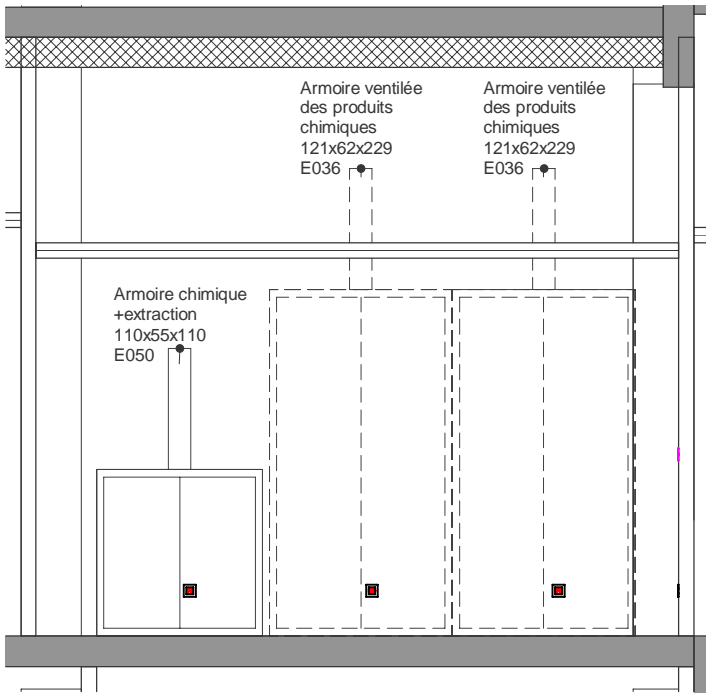 Armoire ventilée
des produits
chimiques
121x62x229
E036
Armoire ventilée
des produits
chimiques
121x62x229
E036
Armoire chimique
+extraction
110x55x110
E050